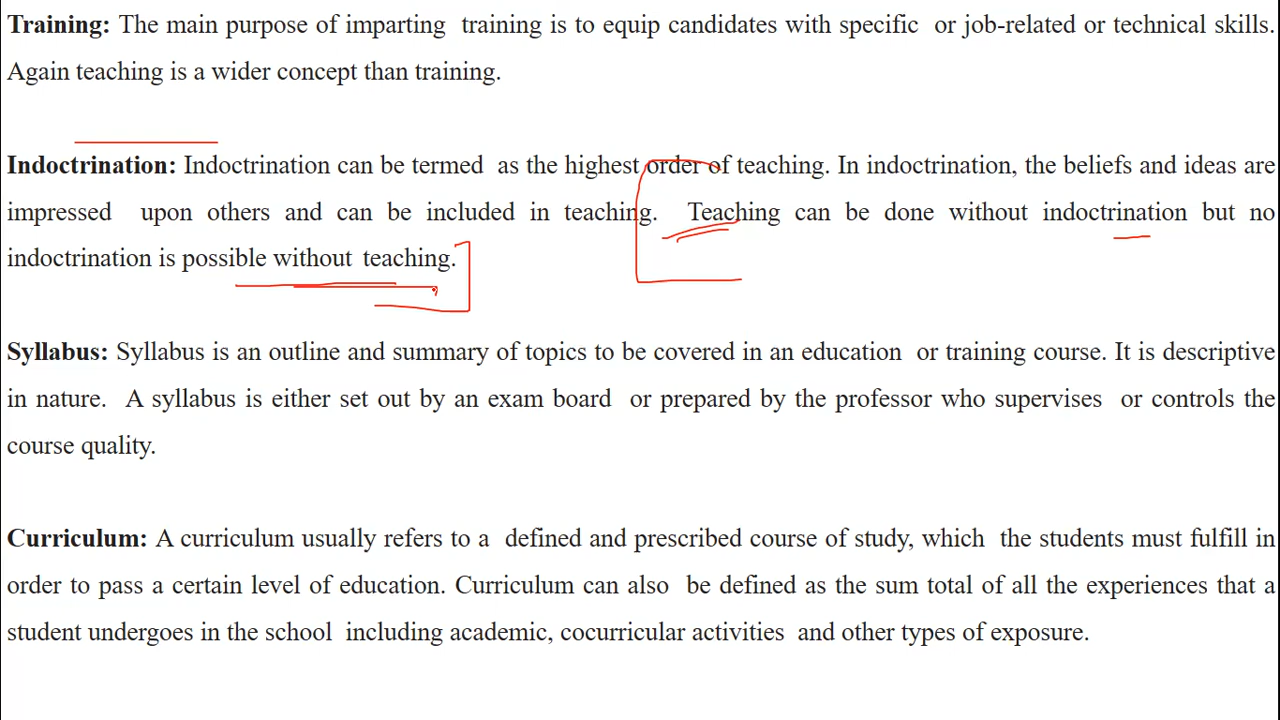 Training: The main purpose of imparting training is to equip candidates with specific or job-related or technical skills.
Again teaching is a wider concept than training.
Indoctrination: Indoctrination can be termed as the highest order of teaching. In indoctrination, the beliefs and ideas are
impressed upon others and can be included in teaching. Teaching can be done without indoctrination but no
indoctrination is possible without teaching.
Syllabus: Syllabus is an outline and summary of topics to be covered in an education or training course. It is descriptive
in nature. A syllabus is either set out by an exam board or prepared by the professor who supervises or controls the
course quality.
Curriculum: A curriculum usually refers to a defined and prescribed course of study, which the students must fulfill in
order to pass a certain level of education. Curriculum can also be defined as the sum total of all the experiences that a
student undergoes in the school including academic, cocurricular activities and other types of exposure.